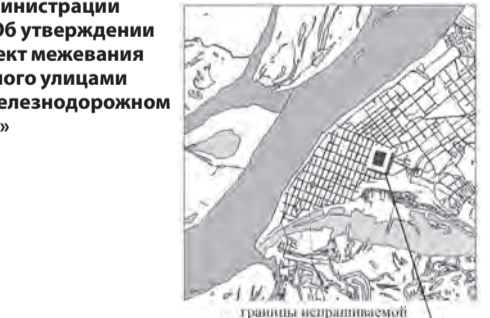 министрации
Об утверждении
ект межевания
ного улицами
елезнодорожном
»
границы испрашиваемой